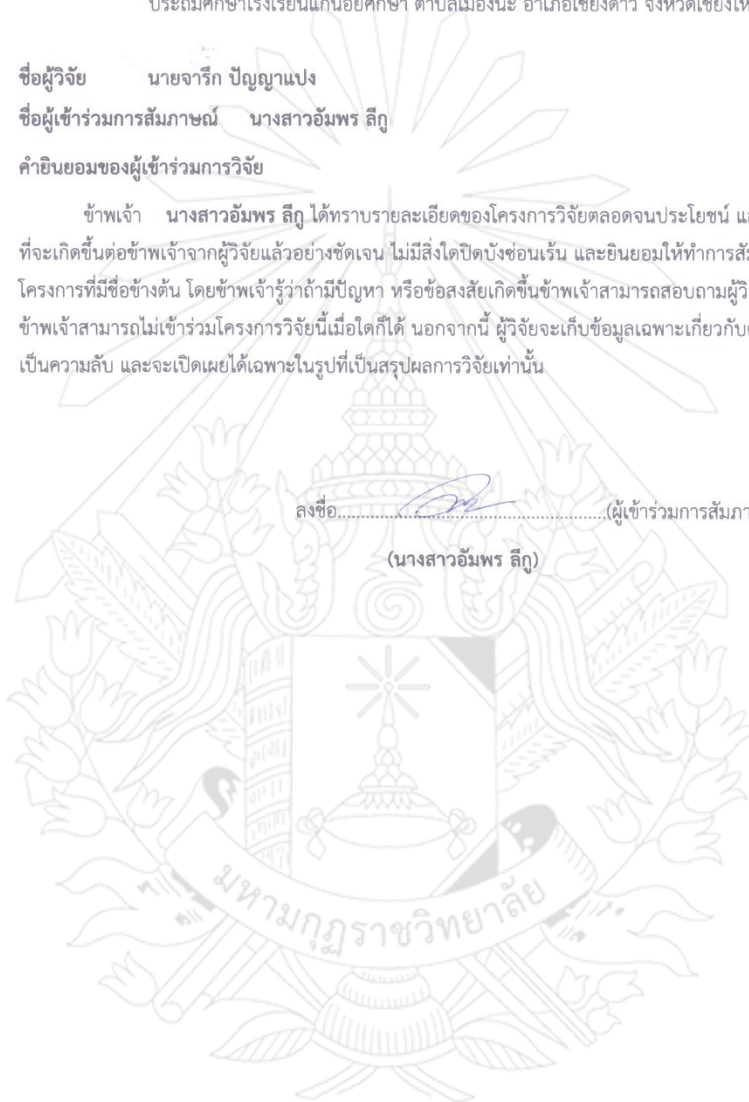 ประถมศึกษาโรงเรียนแกน้อยศึกษา ตำบลเมืองนะ อำเภอเชียงดาว จังหวัดเชียงให
ชื่อผู้วิจัย นายจารึก ปัญญาแปง
ชื่อผู้เข้าร่วมการสัมภาษณ์ นางสาวอัมพร ลีกู
คำยินยอมของผู้เข้าร่วมการวิจัย
ข้าพเจ้า นางสาวอัมพร ลีกู ได้ทราบรายละเอียดของโครงการวิจัยตลอดจนประโยชน์ แ
ที่จะเกิดขึ้นต่อข้าพเจ้าจากผู้วิจัยแล้วอย่างชัดเจน ไม่มีสิ่งใดปิดบังซ่อนเร้น และยินยอมให้ทำการสั
โครงการที่มีชื่อข้างต้น โดยข้าพเจ้ารู้ว่าถ้ามีปัญหา หรือข้อสงสัยเกิดขึ้นข้าพเจ้าสามารถสอบถามผู้วิ
ข้าพเจ้าสามารถไม่เข้าร่วมโครงการวิจัยนี้เมื่อใดก็ได้ นอกจากนี้ ผู้วิจัยจะเก็บข้อมูลเฉพาะเกี่ยวกับ
เป็นความลับ และจะเปิดเผยได้เฉพาะในรูปที่เป็นสรุปผลการวิจัยเท่านั้น
ลงชื่อ..........................................(ผู้เข้าร่วมการสัมภา
(นางสาวอัมพร ลีกู)
มหามกุฏราชวิทยาลัย